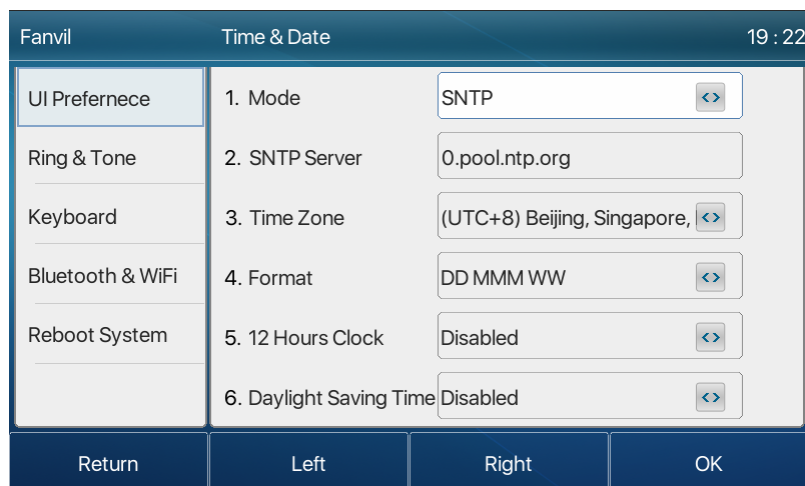 Fanvil Time & Date 19 : 22
UI Prefernece
Ring & Tone
Keyboard
Bluetooth & WiFi
Reboot System
1. Mode SNTP
2. SNTP Server 0.pool.ntp.org
3. Time Zone (UTC+8) Beijing, Singapore,
4. Format DD MMM WW
5. 12 Hours Clock Disabled
6. Daylight Saving Time Disabled
Return Left Right OK